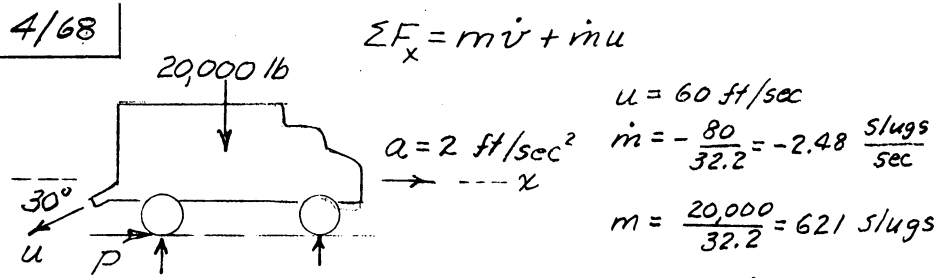 4/68
ΣF_x = mv̇ + ṁu
20,000 lb
u = 60 ft/sec
ṁ = - 80/32.2 = -2.48 slugs/sec
a = 2 ft/sec²
x
30°
m = 20,000/32.2 = 621 slugs
u
P